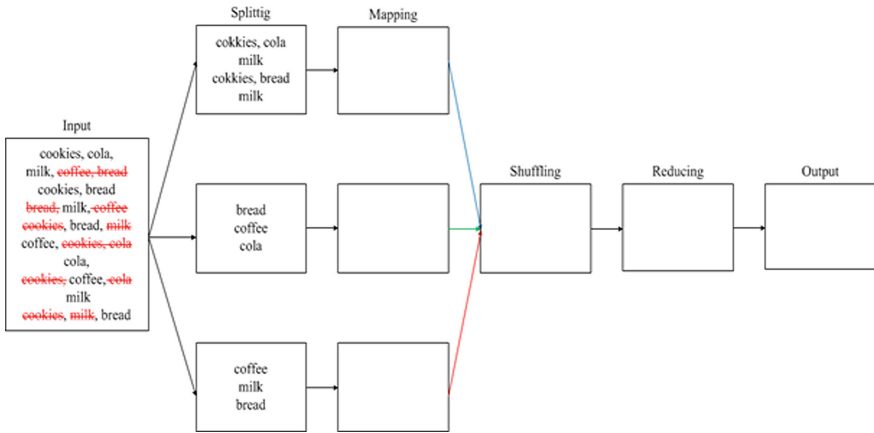 Splittig
Mapping
cokkies, cola
milk
cokkies, bread
milk
Input
cookies, cola,
milk, coffee, bread
cookies, bread
bread, milk, coffee
cookies, bread, milk
coffee, cookies, cola
cola,
cookies, coffee, cola
milk
cookies, milk, bread
bread
coffee
cola
Shuffling
Reducing
Output
coffee
milk
bread